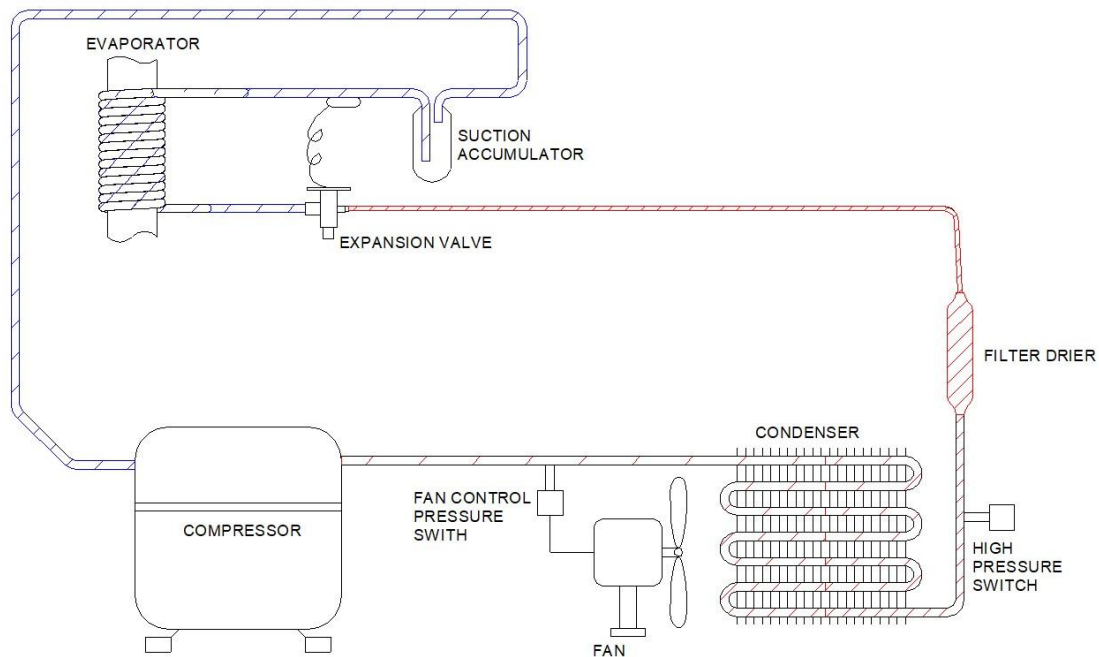 EVAPORATOR
SUCTION
ACCUMULATOR
EXPANSION VALVE
FILTER DRIER
CONDENSER
FAN CONTROL
PRESSURE
SWITH
COMPRESSOR
HIGH
PRESSURE
SWITCH
FAN